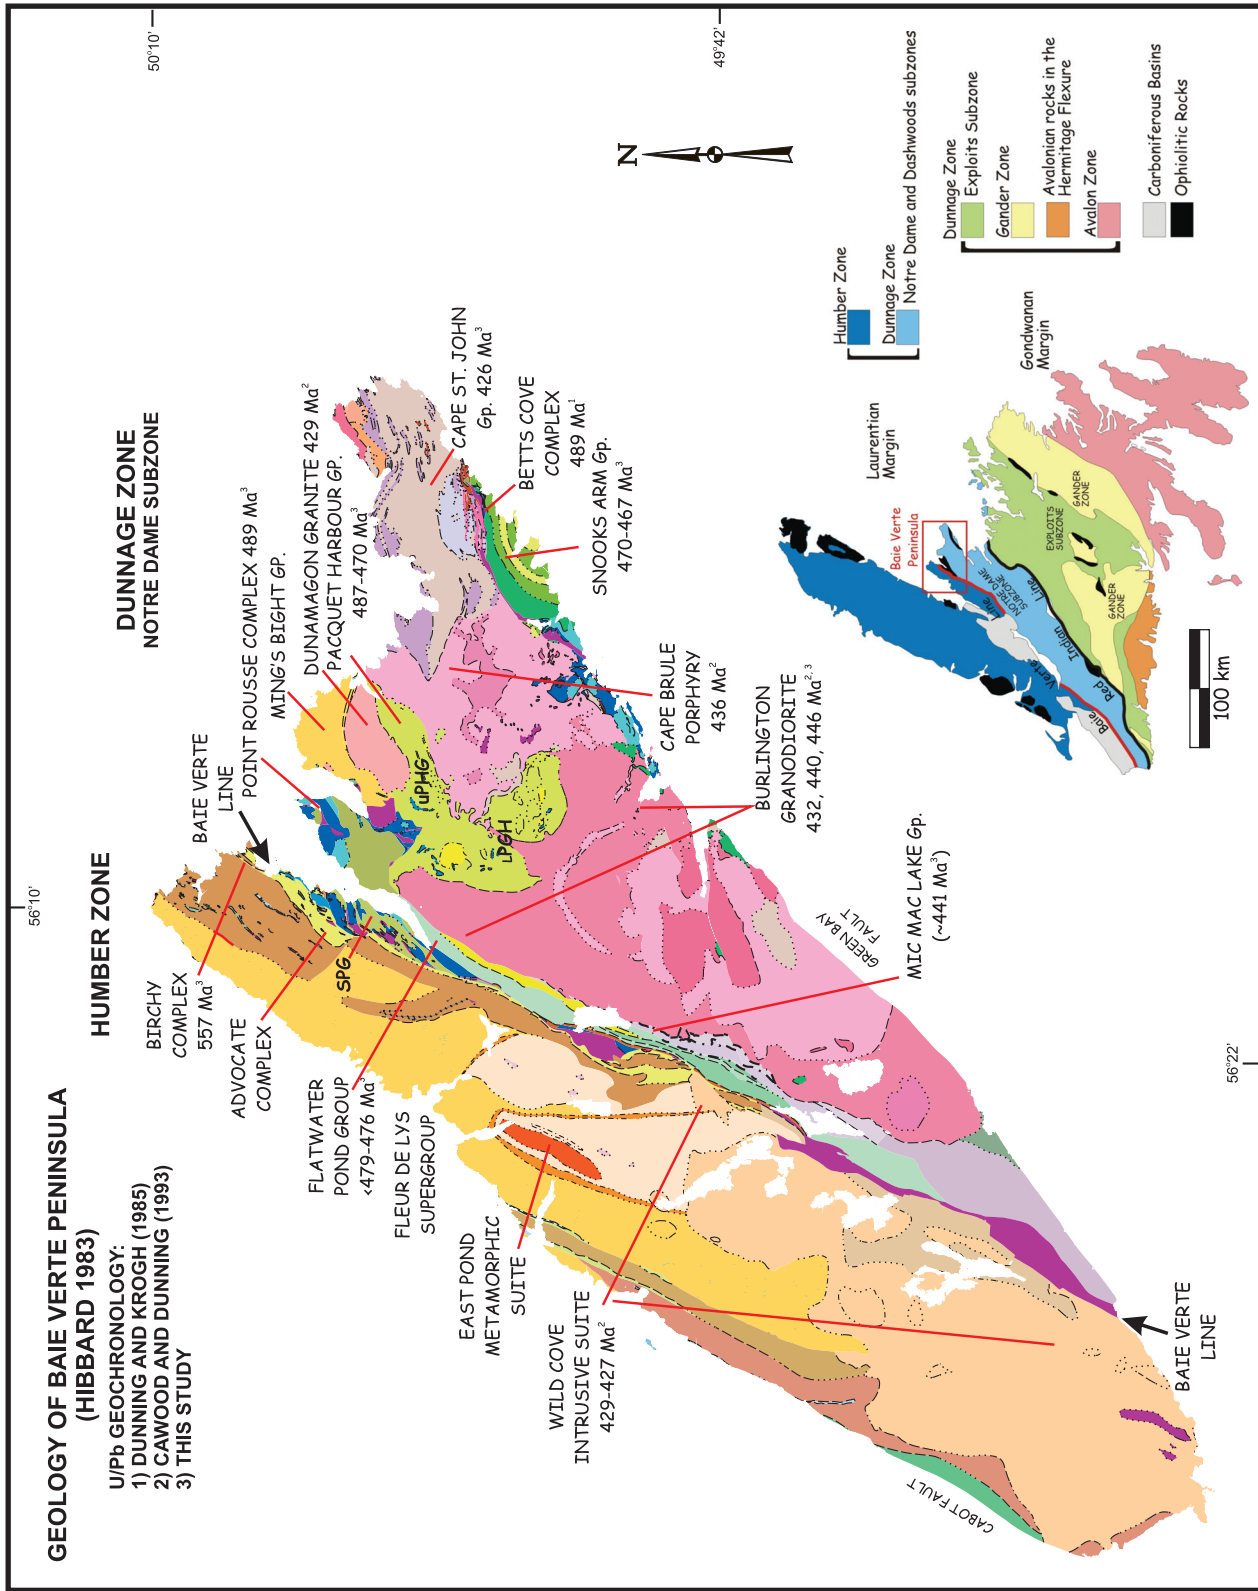 GEOLOGY OF BAIE VERTE PENINSULA
(HIBBARD 1983)
U/Pb GEOCHRONOLOGY:
1) DUNNING AND KROGH (1985)
2) CAWOOD AND DUNNING (1993)
3) THIS STUDY
HUMBER ZONE
DUNNAGE ZONE
NOTRE DAME SUBZONE
50°10'
49°42'
56°10'
56°22'
N
BIRCHY
COMPLEX
557 Ma³
ADVOCATE
COMPLEX
FLATWATER
POND GROUP
<479-476 Ma³
FLEUR DE LYS
SUPERGROUP
EAST POND
METAMORPHIC
SUITE
WILD COVE
INTRUSIVE SUITE
429-427 Ma²
BAIE VERTE
LINE
POINT ROUSSE COMPLEX 489 Ma³
MING'S BIGHT GP.
DUNAMAGON GRANITE 429 Ma²
PACQUET HARBOUR GP.
487-470 Ma³
CAPE ST. JOHN
Gp. 426 Ma³
BETTS COVE
COMPLEX
489 Ma¹
SNOOKS ARM Gp.
470-467 Ma³
CAPE BRULE
PORPHYRY
436 Ma²
BURLINGTON
GRANODIORITE
432, 440, 446 Ma²˒³
MIC MAC LAKE Gp.
(~441 Ma³)
SPG
uPHG
LPGH
GREEN BAY
FAULT
CABOT FAULT
BAIE VERTE
LINE
Humber Zone
Dunnage Zone
Notre Dame and Dashwoods subzones
Dunnage Zone
Exploits Subzone
Gander Zone
Avalonian rocks in the
Hermitage Flexure
Avalon Zone
Carboniferous Basins
Ophiolitic Rocks
Laurentian
Margin
Gondwanan
Margin
Baie Verte
Peninsula
NOTRE DAME
SUBZONE
EXPLOITS
SUBZONE
GANDER
ZONE
GANDER
ZONE
Baie Verte Line
Red Indian Line
100 km